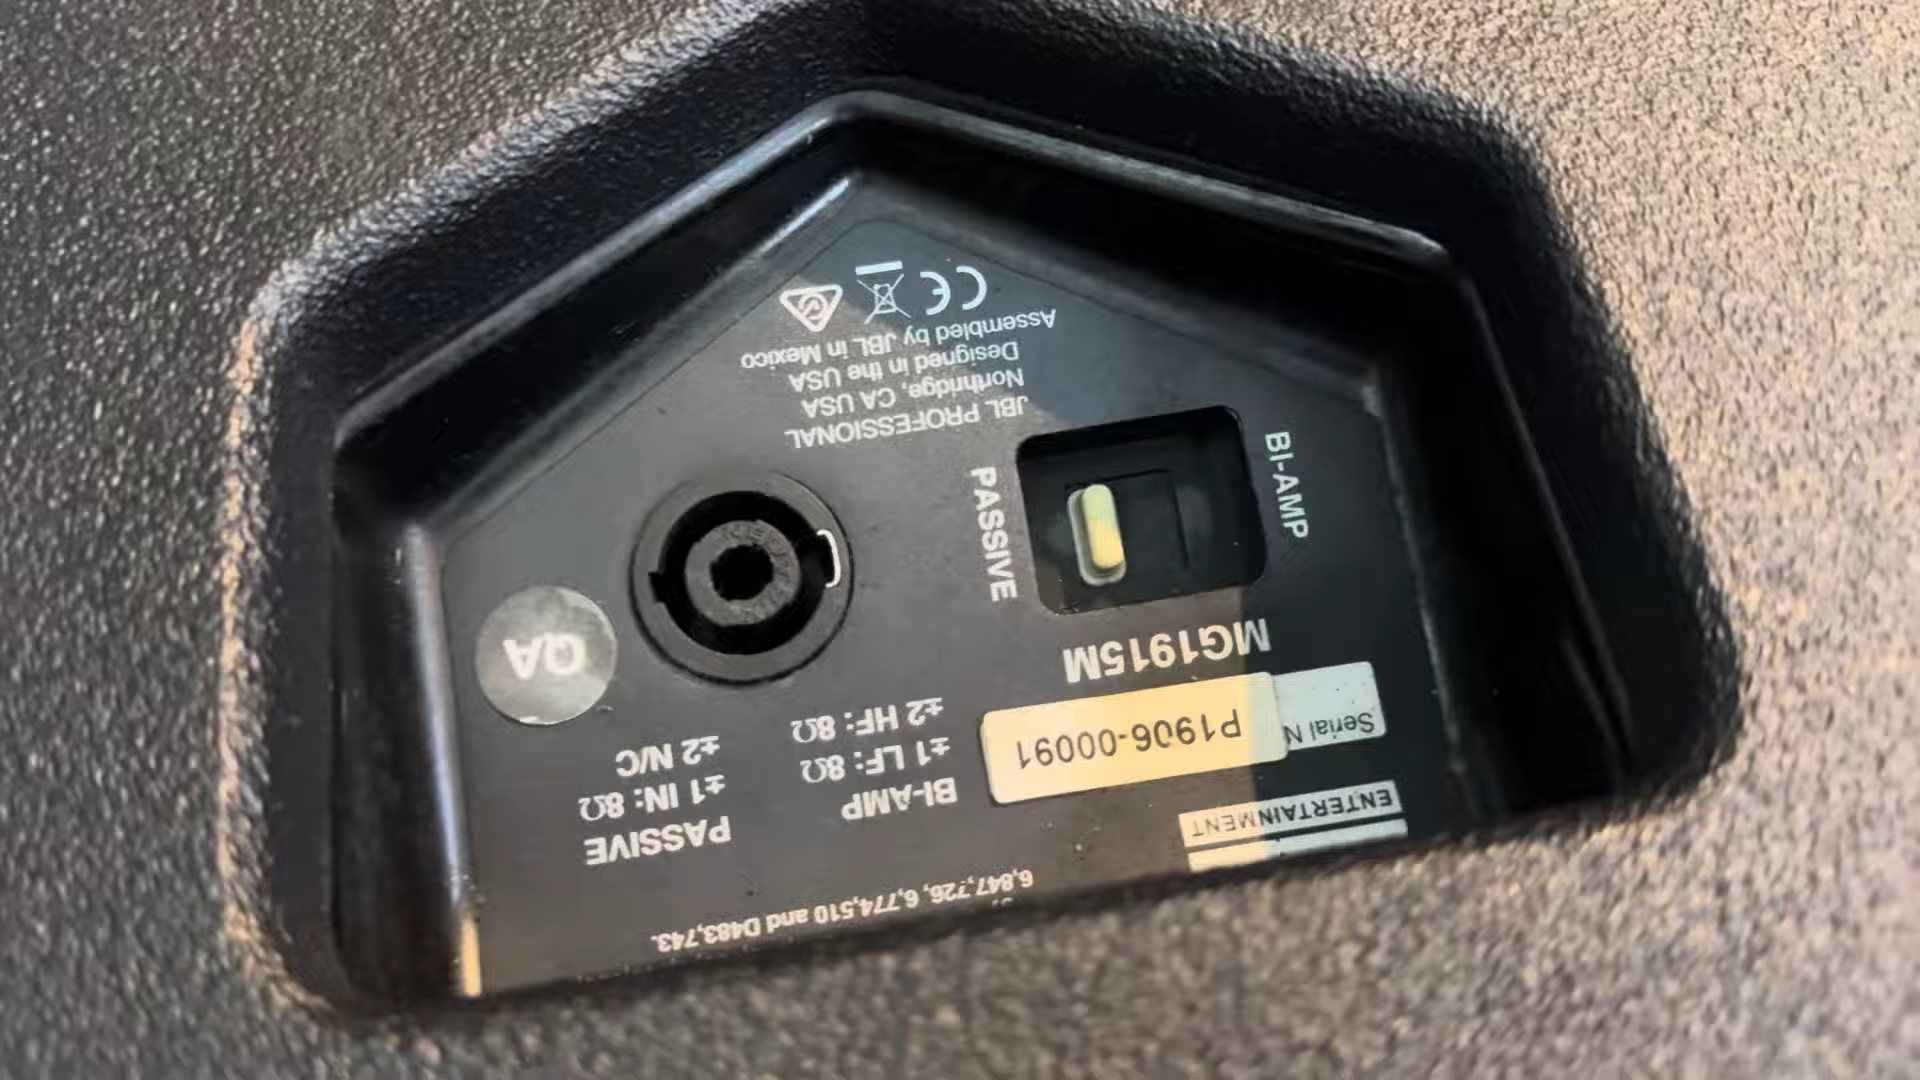 6,847,726, 6,774,510 and D483,743.
ENTERTAINMENT
Serial N
P1906-00091
MG1915M
BI-AMP
±1 LF: 8Ω
±2 HF: 8Ω
PASSIVE
±1 IN: 8Ω
±2 N/C
QA
BI-AMP
PASSIVE
JBL PROFESSIONAL
Northridge, CA USA
Designed in the USA
Assembled by JBL in Mexico
CE